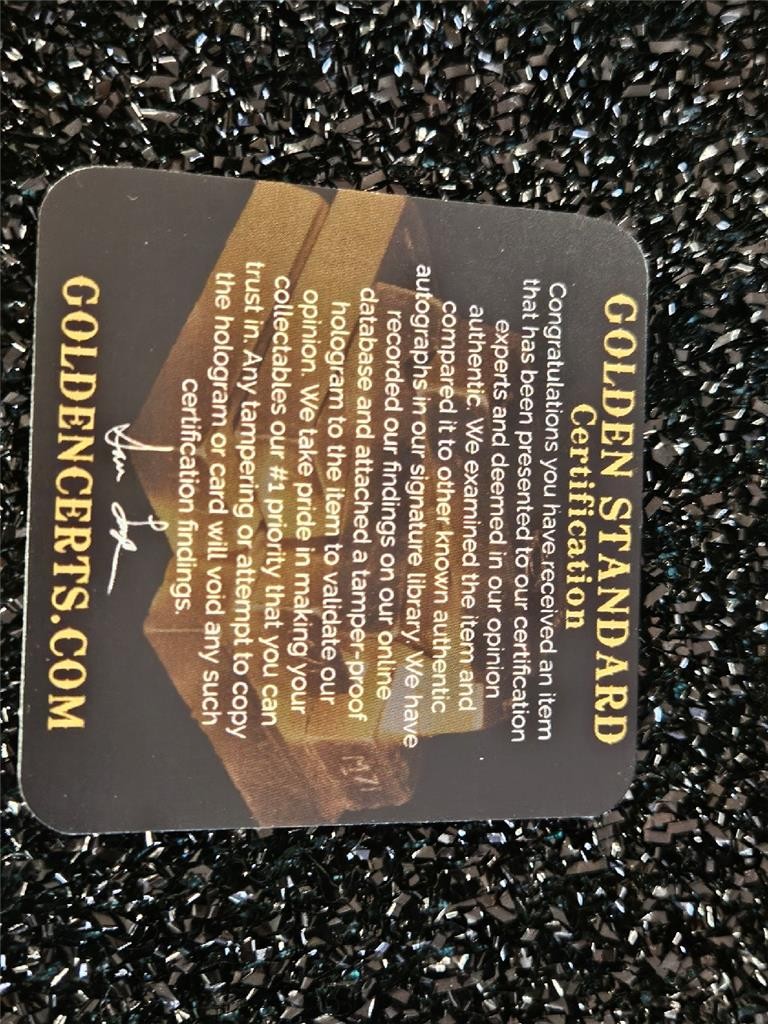 GOLDEN STANDARD
Certification
Congratulations you have received an item
that has been presented to our certification
experts and deemed in our opinion
authentic. We examined the item and
compared it to other known authentic
autographs in our signature library. We have
recorded our findings on our online
database and attached a tamper-proof
hologram to the item to validate our
opinion. We take pride in making your
collectables our #1 priority that you can
trust in. Any tampering or attempt to copy
the hologram or card will void any such
certification findings.
GOLDENCERTS.COM